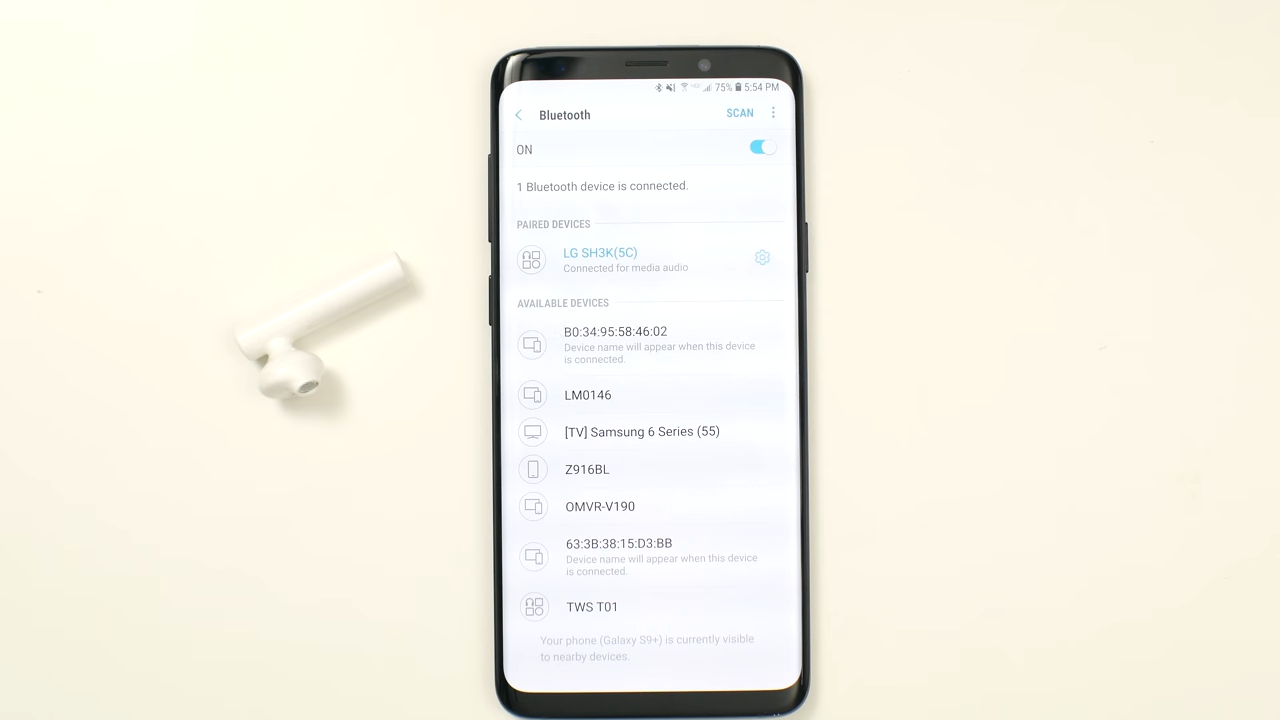 75% 5:54 PM
Bluetooth
SCAN
ON
1 Bluetooth device is connected.
PAIRED DEVICES
LG SH3K(5C)
Connected for media audio
AVAILABLE DEVICES
B0:34:95:58:46:02
Device name will appear when this device
is connected.
LM0146
[TV] Samsung 6 Series (55)
Z916BL
OMVR-V190
63:3B:38:15:D3:BB
Device name will appear when this device
is connected.
TWS T01
Your phone (Galaxy S9+) is currently visible
to nearby devices.